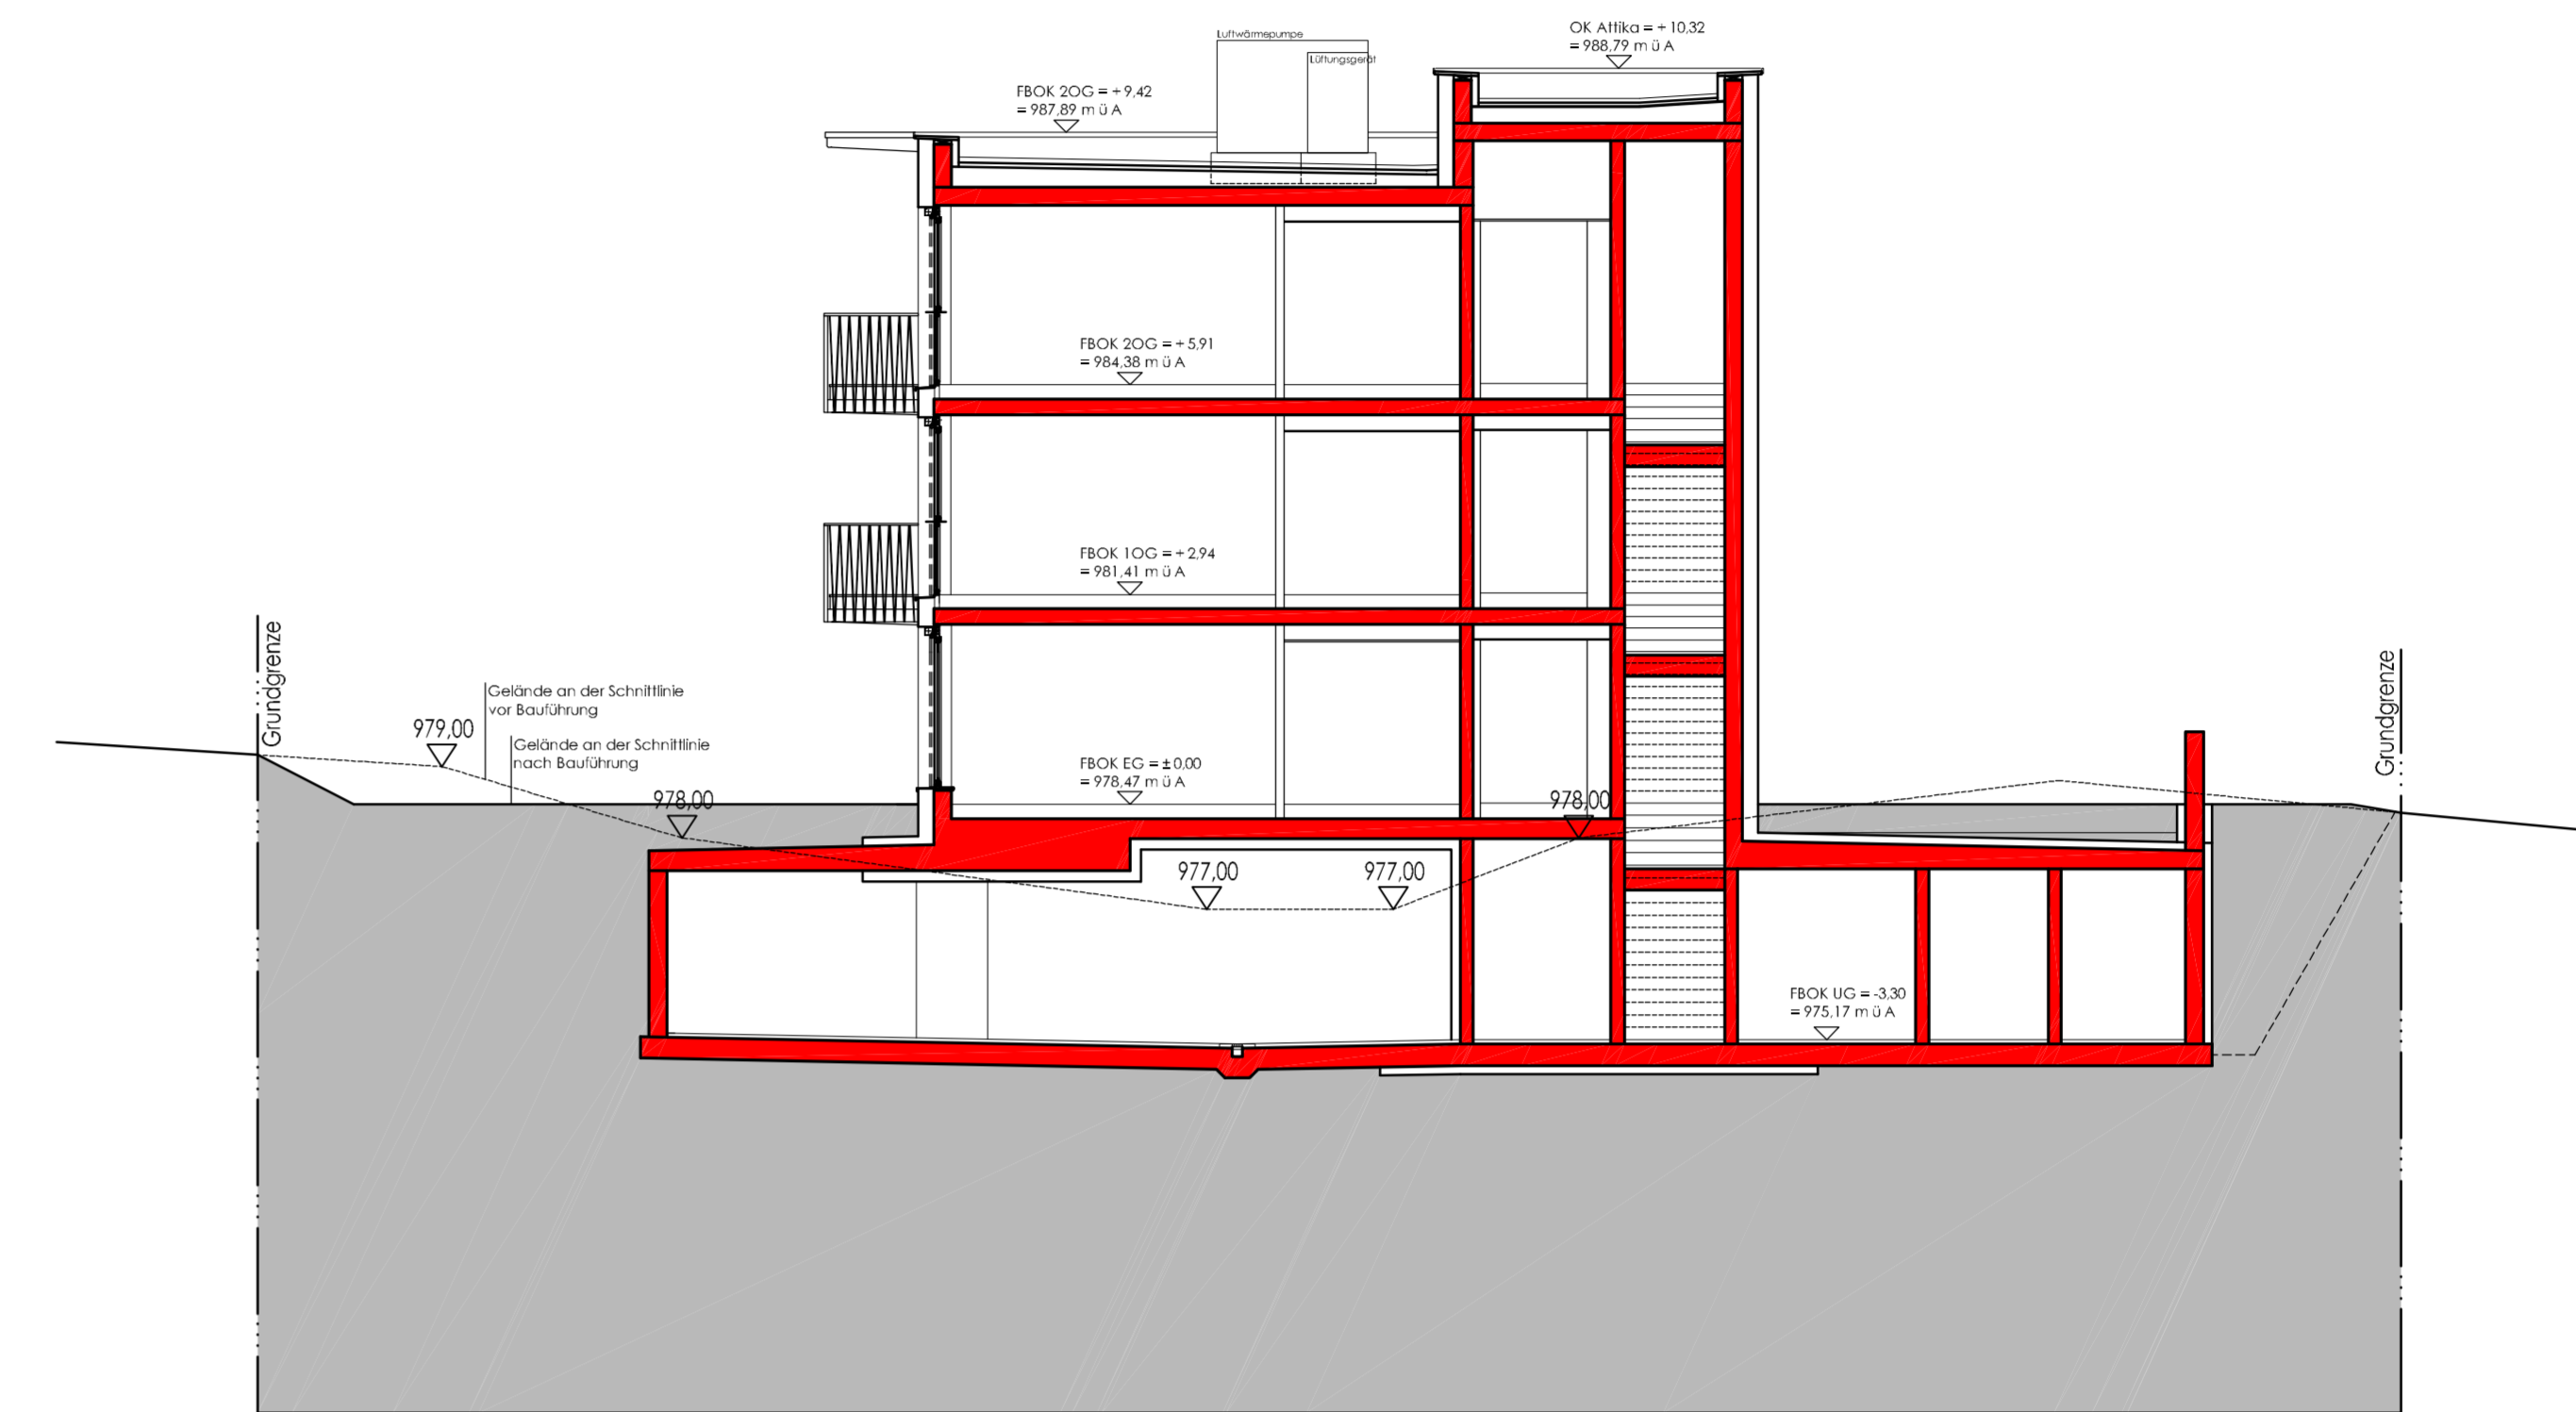 OK Attika = + 10,32
= 988,79 m ü A
Luftwärmepumpe
Lüftungsgerät
FBOK 2OG = + 9,42
= 987,89 m ü A
FBOK 2OG = + 5,91
= 984,38 m ü A
FBOK 1OG = + 2,94
= 981,41 m ü A
Grundgrenze
Grundgrenze
Gelände an der Schnittlinie
vor Bauführung
979,00
Gelände an der Schnittlinie
nach Bauführung
FBOK EG = ± 0,00
= 978,47 m ü A
978,00
978,00
977,00
977,00
FBOK UG = -3,30
= 975,17 m ü A